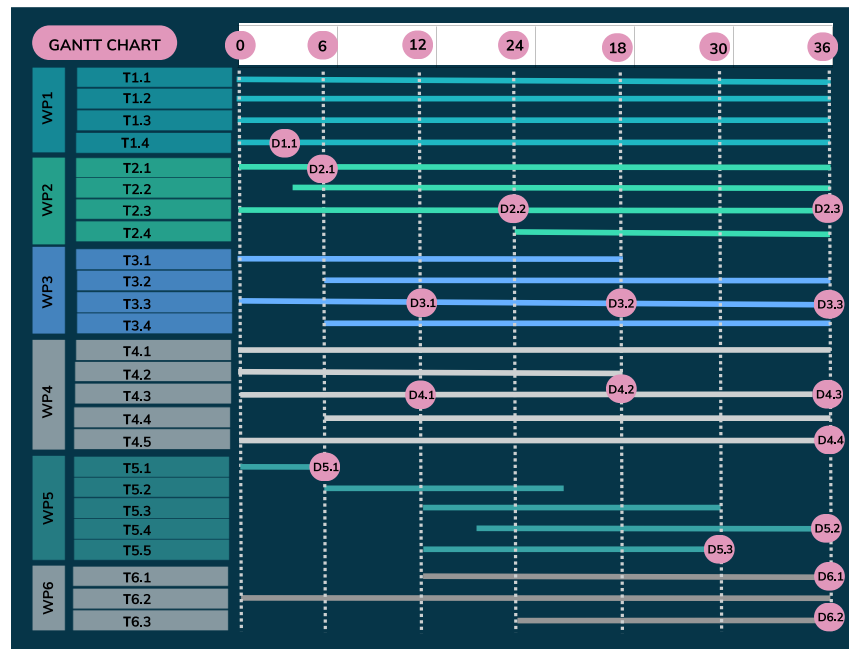 GANTT CHART
0 6 12 24 18 30 36
WP1
T1.1
T1.2
T1.3
T1.4 D1.1
WP2
T2.1 D2.1
T2.2
T2.3 D2.2 D2.3
T2.4
WP3
T3.1
T3.2
T3.3 D3.1 D3.2 D3.3
T3.4
WP4
T4.1
T4.2 D4.2
T4.3 D4.1 D4.3
T4.4
T4.5 D4.4
WP5
T5.1 D5.1
T5.2
T5.3
T5.4 D5.2
T5.5 D5.3
WP6
T6.1 D6.1
T6.2
T6.3 D6.2